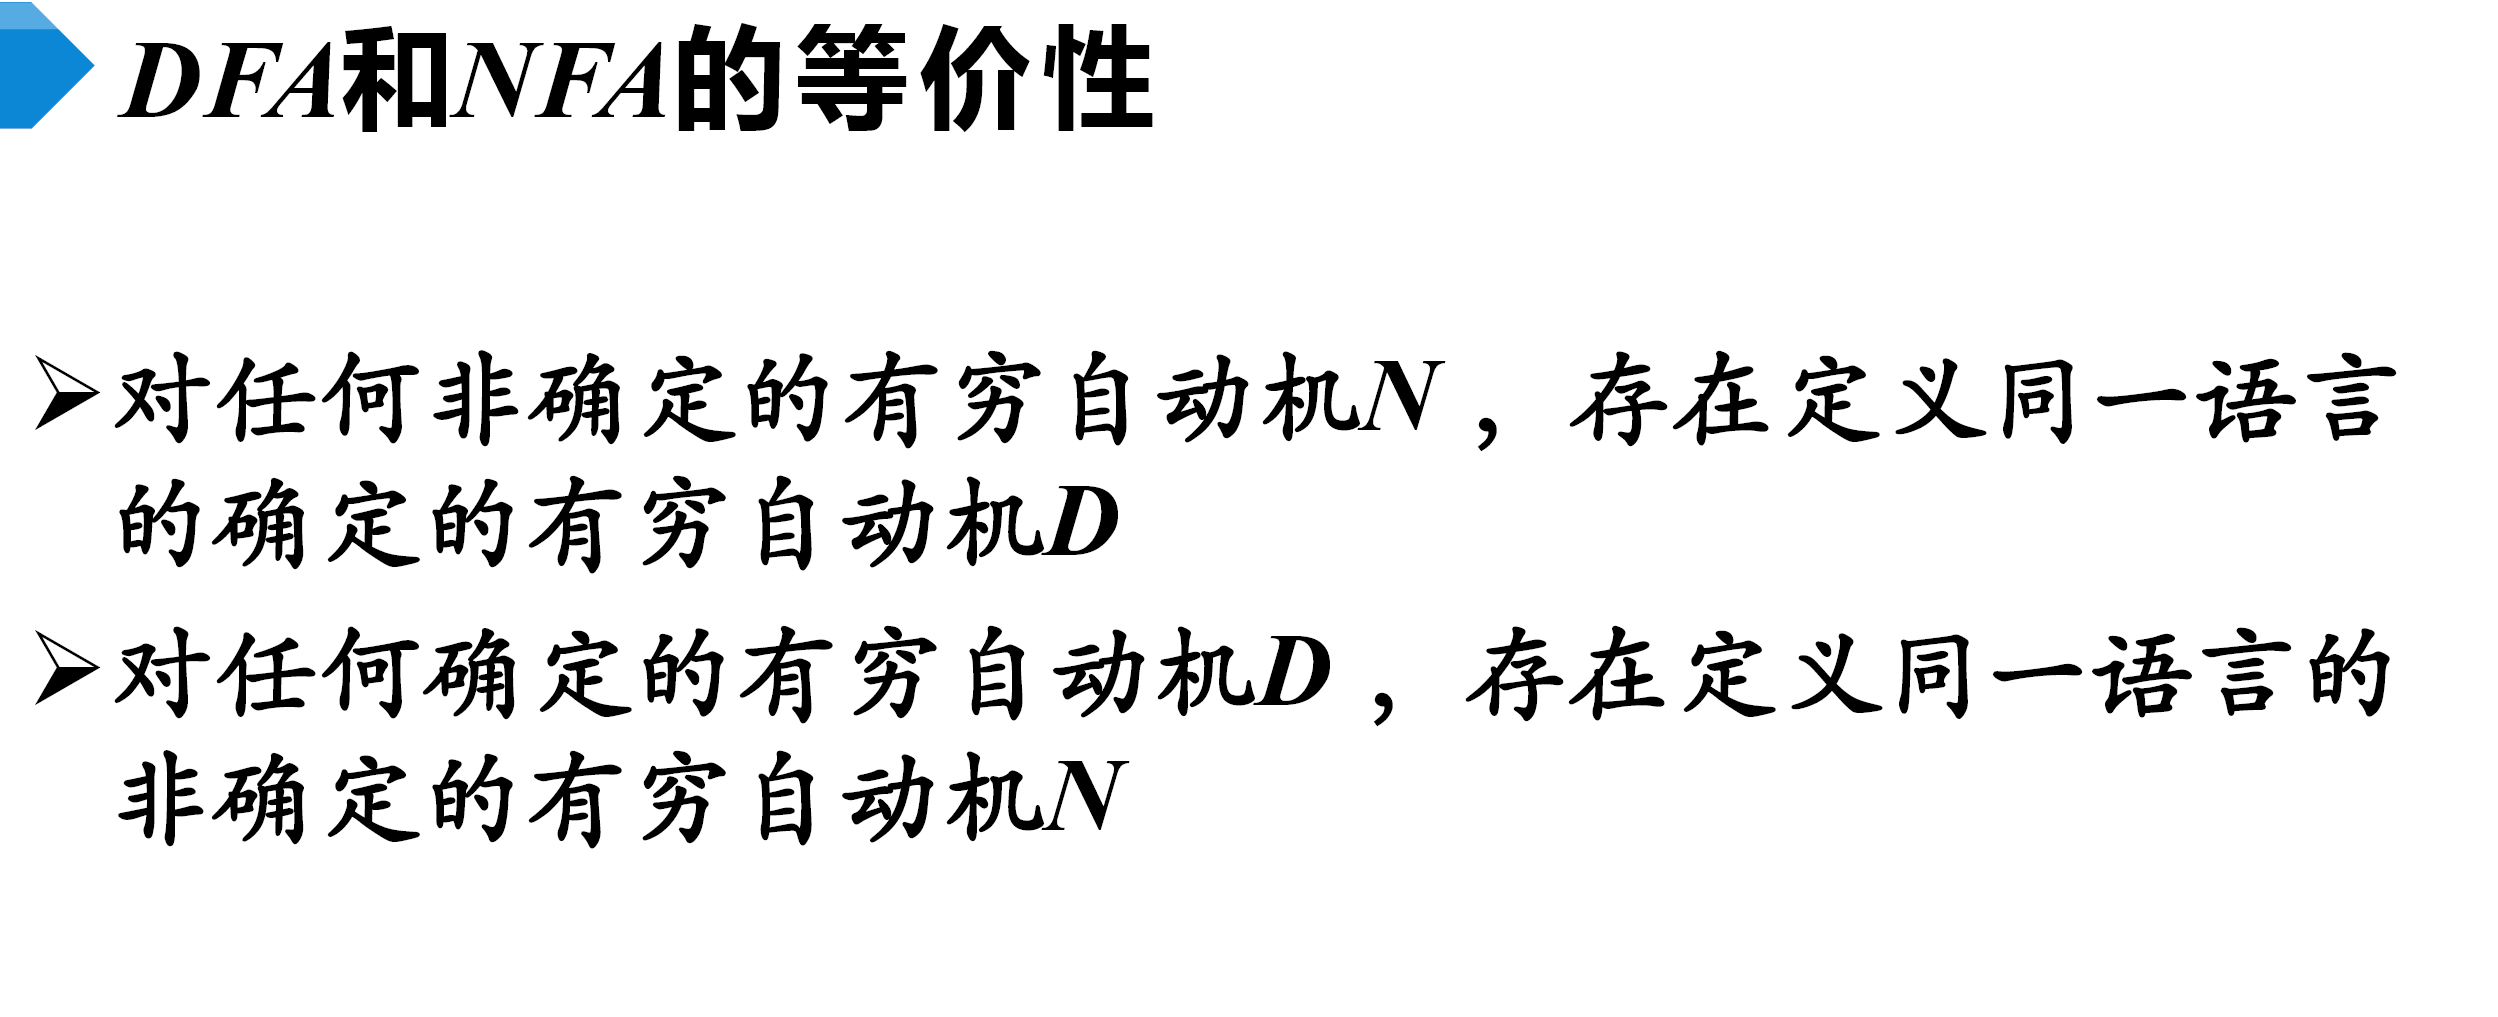 DFA和NFA的等价性
对任何非确定的有穷自动机N，存在定义同一语言
的确定的有穷自动机D
对任何确定的有穷自动机D，存在定义同一语言的
非确定的有穷自动机N